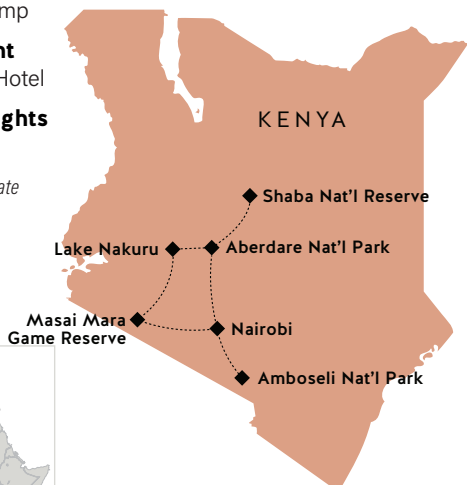 mp
nt
Hotel
ghts
ate
KENYA
Shaba Nat'l Reserve
Lake Nakuru
Aberdare Nat'l Park
Masai Mara
Game Reserve
Nairobi
Amboseli Nat'l Park